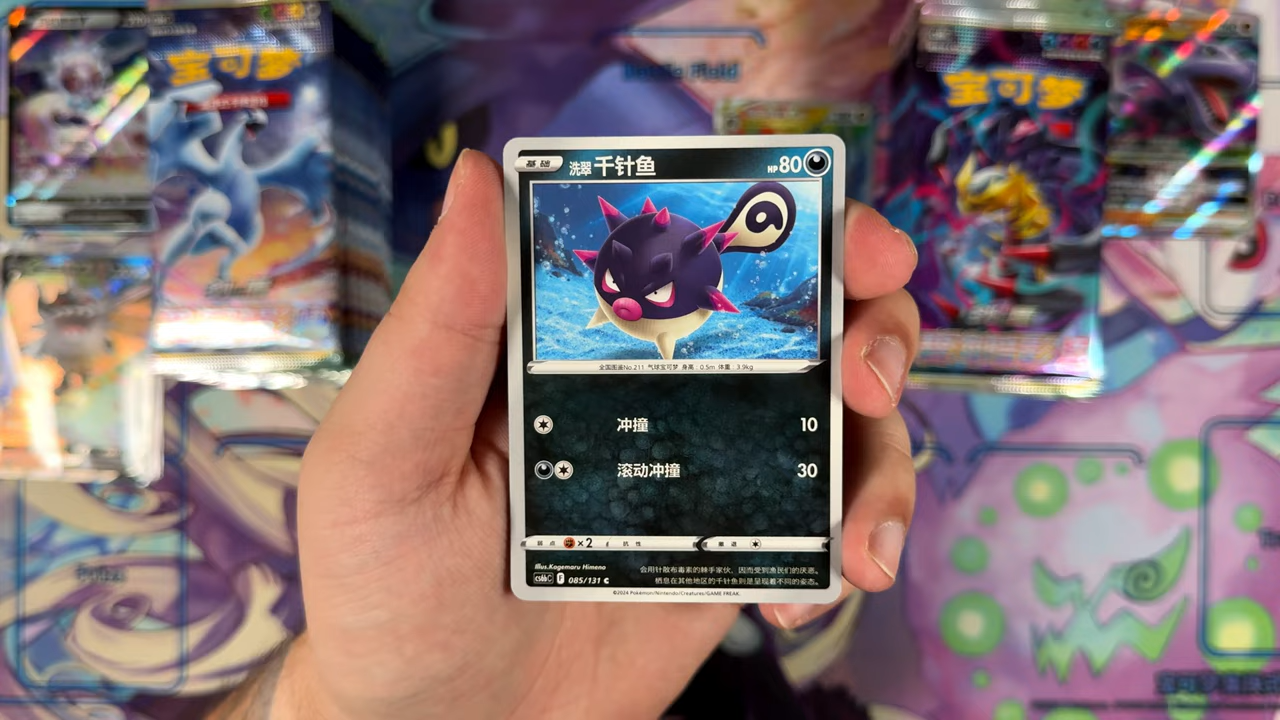 宝可梦
宝可梦
Battle Field
基础
洗翠千针鱼
HP80
全国图鉴No.211 气球宝可梦 身高:0.5m 体重:3.9kg
冲撞 10
滚动冲撞 30
弱点 ×2 抗性 撤退
Illus.Kagemaru Himeno
CS6bC F 085/131 C
会用针散布毒素的棘手家伙,因而受到渔民们的厌恶。
栖息在其他地区的千针鱼则是呈现着不同的姿态。
©2024 Pokémon/Nintendo/Creatures/GAME FREAK.